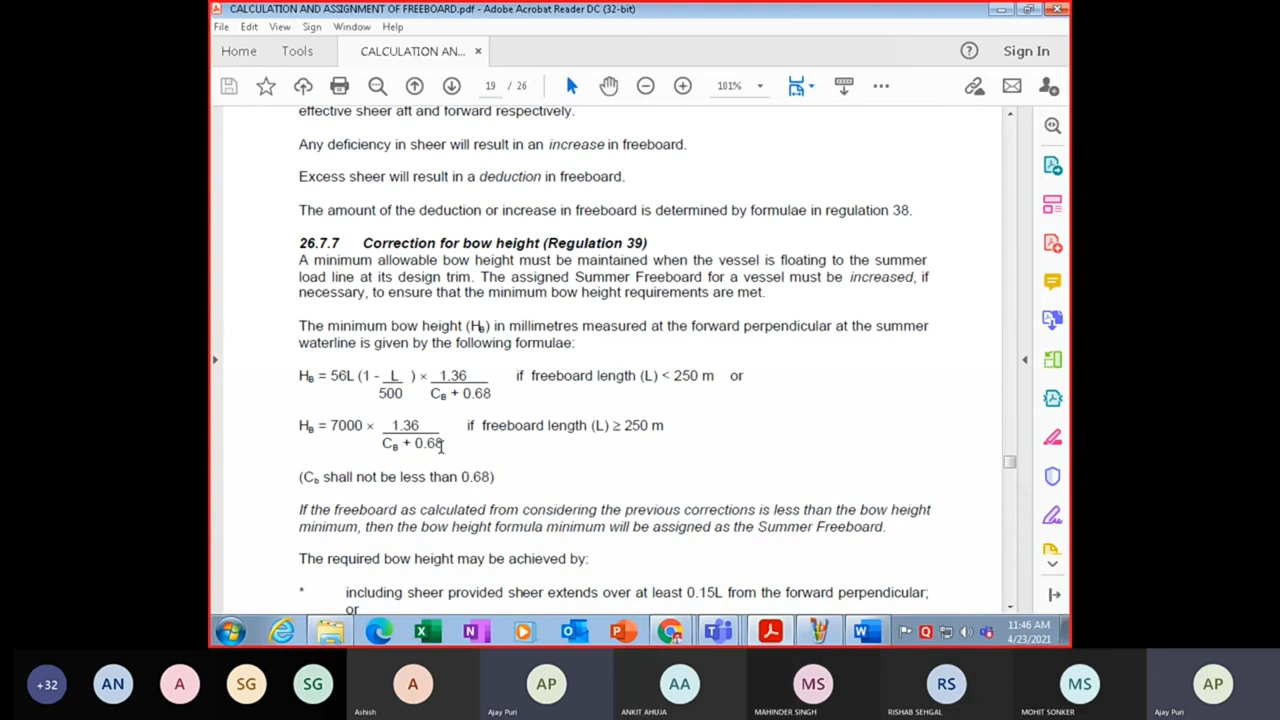 CALCULATION AND ASSIGNMENT OF FREEBOARD.pdf - Adobe Acrobat Reader DC (32-bit)
File Edit View Sign Window Help
Home Tools CALCULATION AN... × Sign In
19 / 26 101%
effective sheer aft and forward respectively.
Any deficiency in sheer will result in an increase in freeboard.
Excess sheer will result in a deduction in freeboard.
The amount of the deduction or increase in freeboard is determined by formulae in regulation 38.
26.7.7 Correction for bow height (Regulation 39)
A minimum allowable bow height must be maintained when the vessel is floating to the summer
load line at its design trim. The assigned Summer Freeboard for a vessel must be increased, if
necessary, to ensure that the minimum bow height requirements are met.
The minimum bow height (HB) in millimetres measured at the forward perpendicular at the summer
waterline is given by the following formulae:
HB = 56L (1 - L ) × 1.36 if freeboard length (L) < 250 m or
500 CB + 0.68
HB = 7000 × 1.36 if freeboard length (L) ≥ 250 m
CB + 0.68
(Cb shall not be less than 0.68)
If the freeboard as calculated from considering the previous corrections is less than the bow height
minimum, then the bow height formula minimum will be assigned as the Summer Freeboard.
The required bow height may be achieved by:
* including sheer provided sheer extends over at least 0.15L from the forward perpendicular;
or
11:46 AM
4/23/2021
+32 AN A SG SG A AP AA MS RS MS AP
Ashish Ajay Puri ANKIT AHUJA MAHINDER SINGH RISHAB SEHGAL MOHIT SONKER Ajay Puri